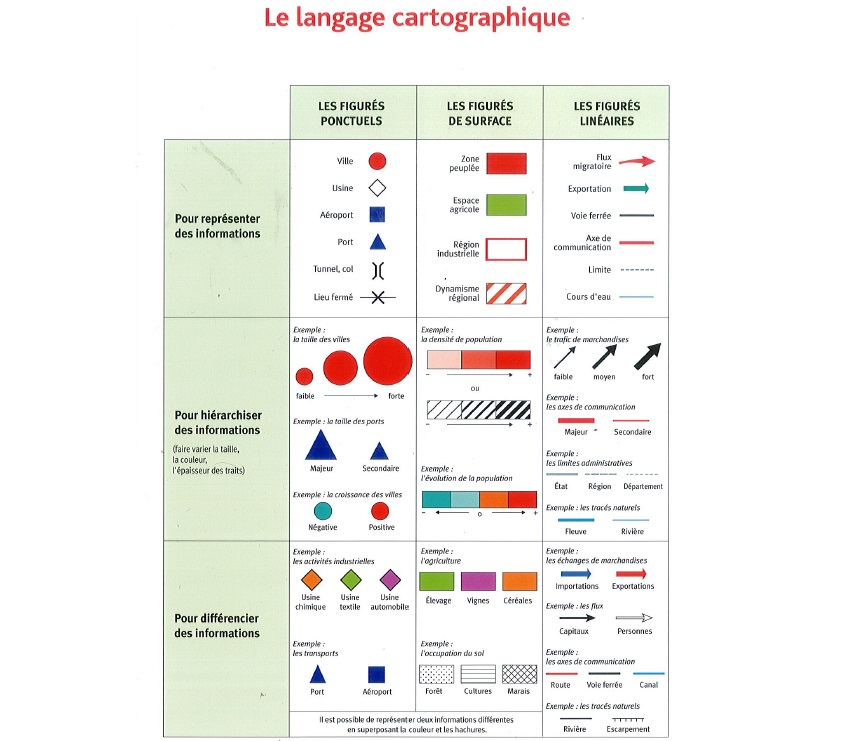 Le langage cartographique
LES FIGURÉS
PONCTUELS
LES FIGURÉS
DE SURFACE
LES FIGURÉS
LINÉAIRES
Pour représenter
des informations
Ville
Usine
Aéroport
Port
Tunnel, col
Lieu fermé
Zone
peuplée
Espace
agricole
Région
industrielle
Dynamisme
régional
Flux
migratoire
Exportation
Voie ferrée
Axe de
communication
Limite
Cours d'eau
Pour hiérarchiser
des informations
(faire varier la taille,
la couleur,
l'épaisseur des traits)
Exemple :
la taille des villes
faible forte
Exemple : la taille des ports
Majeur Secondaire
Exemple : la croissance des villes
Négative Positive
Exemple :
la densité de population
- +
ou
- +
Exemple :
l'évolution de la population
- o +
Exemple :
le trafic de marchandises
faible moyen fort
Exemple :
les axes de communication
Majeur Secondaire
Exemple :
les limites administratives
État Région Département
Exemple : les tracés naturels
Fleuve Rivière
Pour différencier
des informations
Exemple :
les activités industrielles
Usine
chimique
Usine
textile
Usine
automobile
Exemple :
les transports
Port Aéroport
Exemple :
l'agriculture
Élevage Vignes Céréales
Exemple :
l'occupation du sol
Forêt Cultures Marais
Exemple :
les échanges de marchandises
Importations Exportations
Exemple : les flux
Capitaux Personnes
Exemple :
les axes de communication
Route Voie ferrée Canal
Exemple : les tracés naturels
Rivière Escarpement
Il est possible de représenter deux informations différentes
en superposant la couleur et les hachures.